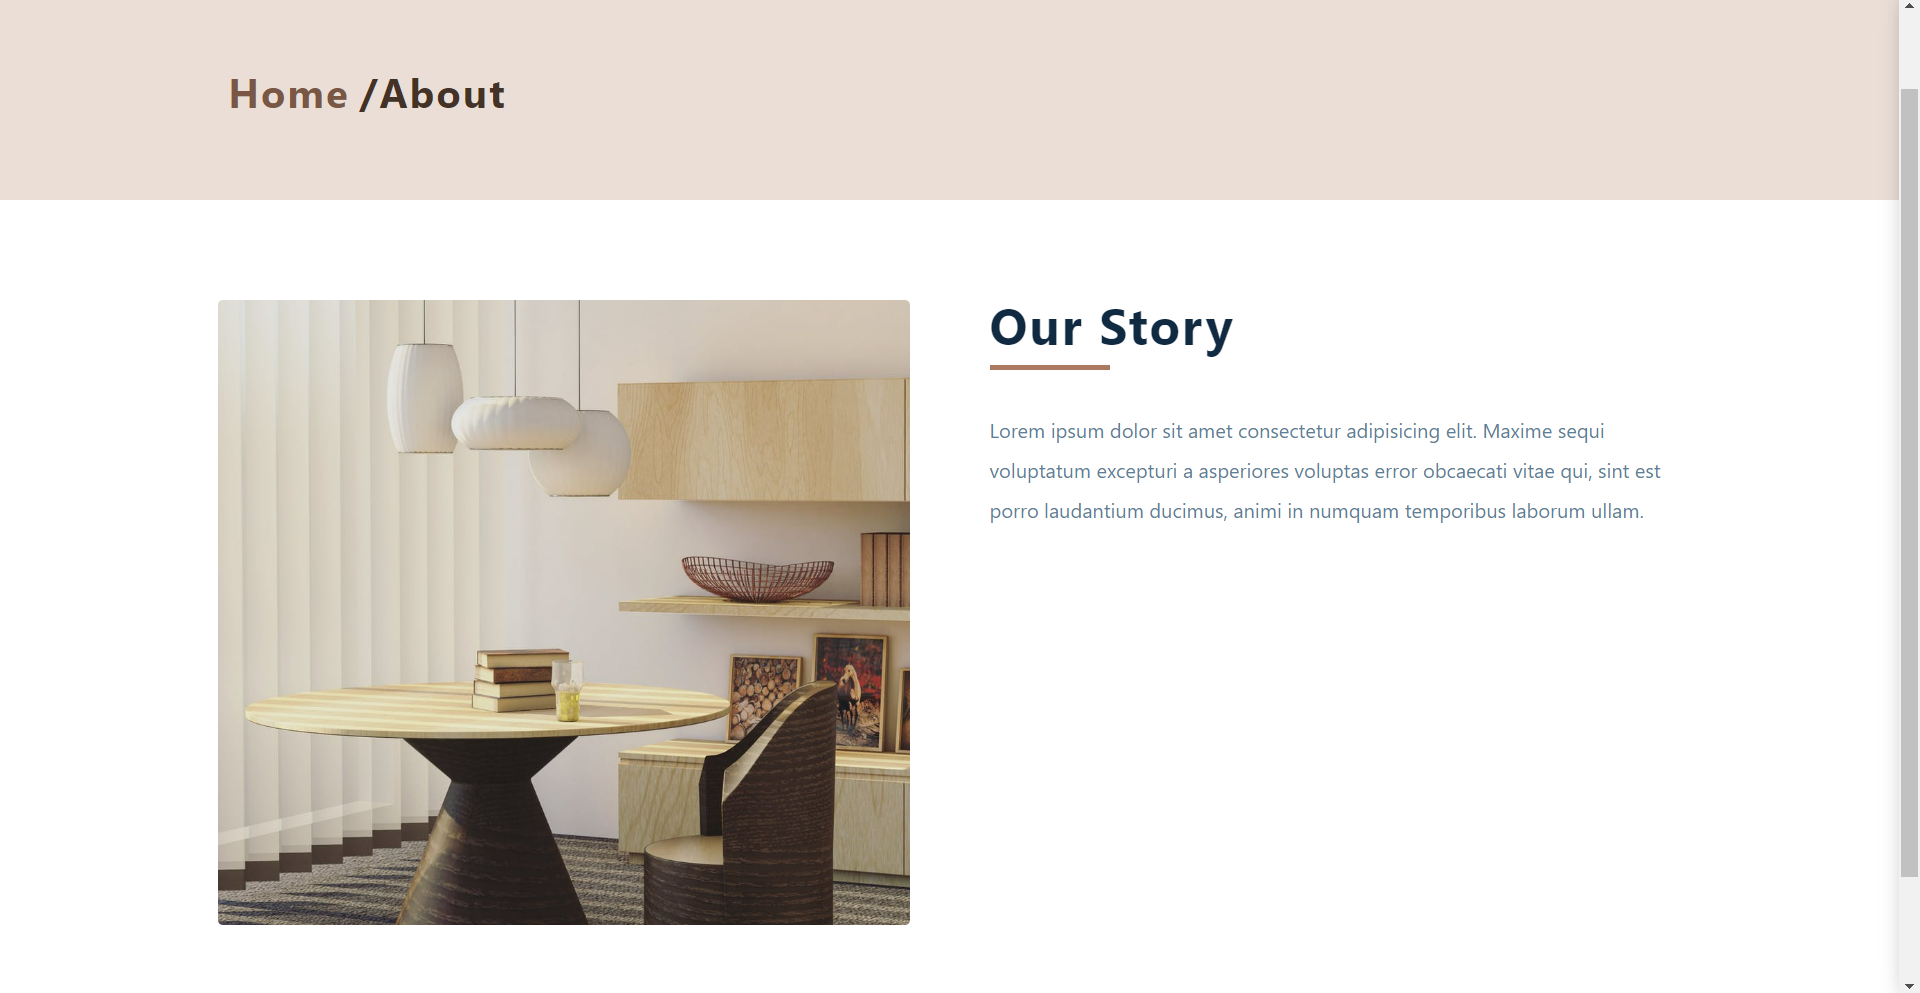 Home /About
Our Story
Lorem ipsum dolor sit amet consectetur adipisicing elit. Maxime sequi
voluptatum excepturi a asperiores voluptas error obcaecati vitae qui, sint est
porro laudantium ducimus, animi in numquam temporibus laborum ullam.